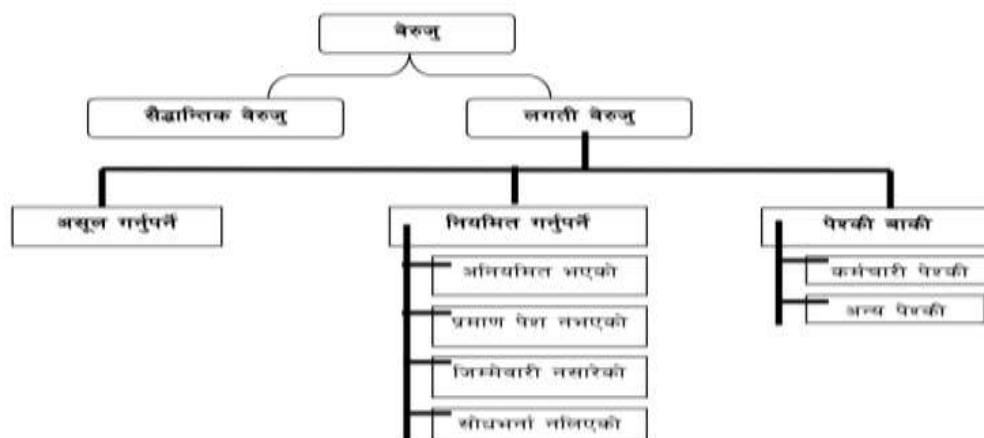 बेरुजु
सैद्धान्तिक बेरुजु
लगती बेरुजु
असूल गर्नुपर्ने
नियमित गर्नुपर्ने
पेश्की बाकी
अनियमित भएको
कर्मचारी पेश्की
प्रमाण पेश नभएको
अन्य पेश्की
जिम्मेवारी नसारेको
सोधभर्ना नलिएको